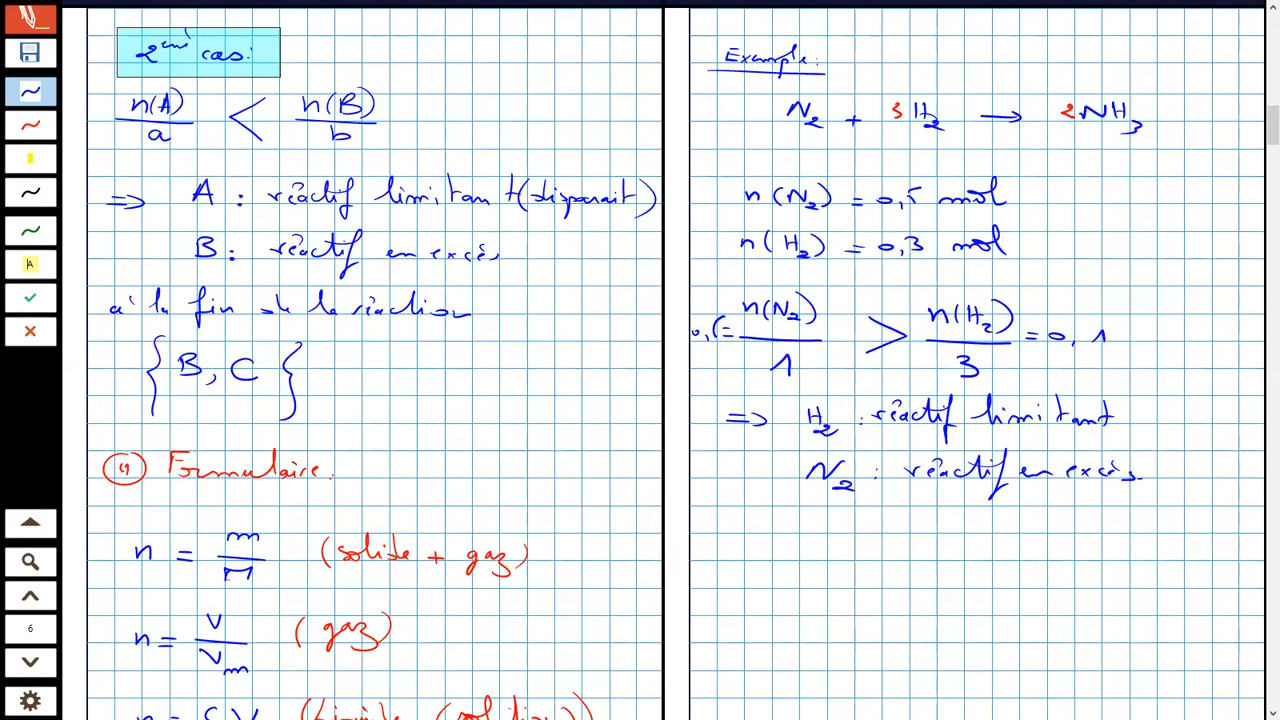 2ème cas:
n(A)/a < n(B)/b
=> A : réactif limitant (disparait)
B : réactif en excès
à la fin de la réaction
{B, C}
④ Formulaire:
n = m/M (solide + gaz)
n = V/Vm (gaz)
n = C.V
Example:
N2 + 3H2 → 2NH3
n(N2) = 0,5 mol
n(H2) = 0,3 mol
0,5 = n(N2)/1 > n(H2)/3 = 0,1
=> H2 : réactif limitant
N2 : réactif en excès.
6